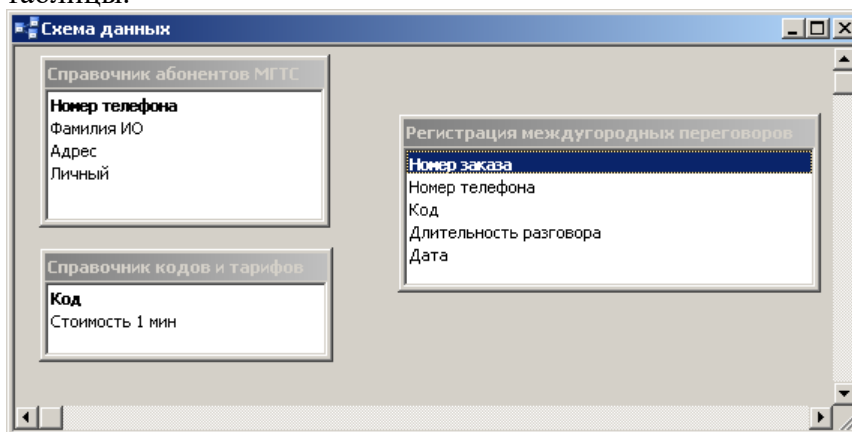 таблицы.
Схема данных
Справочник абонентов МГТС
Номер телефона
Фамилия ИО
Адрес
Личный
Регистрация междугородных переговоров
Номер заказа
Номер телефона
Код
Длительность разговора
Дата
Справочник кодов и тарифов
Код
Стоимость 1 мин